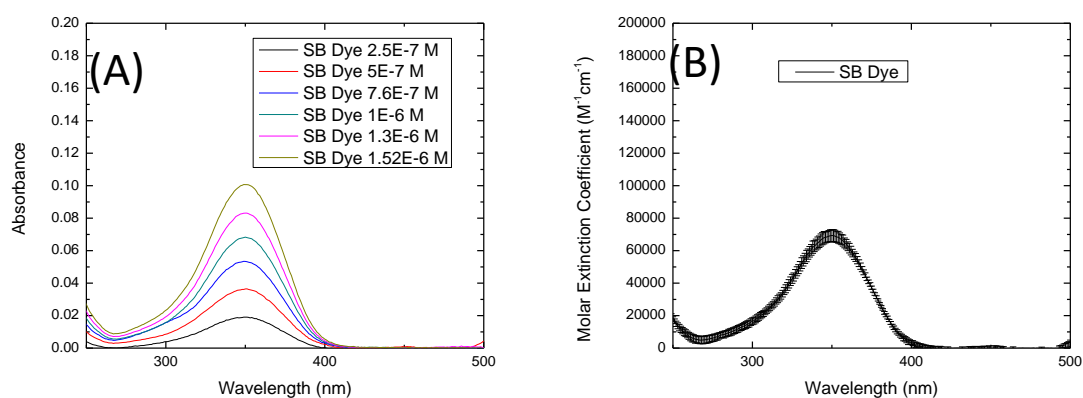 (A)
0.20
0.18
0.16
0.14
0.12
0.10
0.08
0.06
0.04
0.02
0.00
Absorbance
SB Dye 2.5E-7 M
SB Dye 5E-7 M
SB Dye 7.6E-7 M
SB Dye 1E-6 M
SB Dye 1.3E-6 M
SB Dye 1.52E-6 M
300 400 500
Wavelength (nm)
(B)
200000
180000
160000
140000
120000
100000
80000
60000
40000
20000
0
Molar Extinction Coefficient (M⁻¹cm⁻¹)
SB Dye
300 400 500
Wavelength (nm)